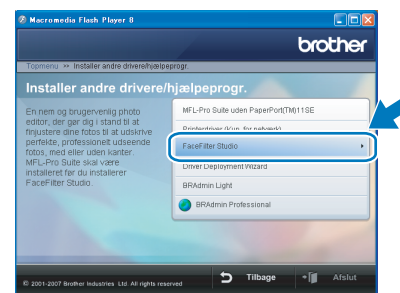 Macromedia Flash Player 8
brother
Topmenu >> Installer andre drivere/hjælpeprogr.
Installer andre drivere/hjælpeprogr.
En nem og brugervenlig photo
editor, der gør dig i stand til at
finjustere dine fotos til at udskrive
perfekte, professionelt udseende
fotos, med eller uden kanter.
MFL-Pro Suite skal være
installeret før du installerer
FaceFilter Studio.
MFL-Pro Suite uden PaperPort(TM)11SE
Printerdriver (Kun for netværk)
FaceFilter Studio
Driver Deployment Wizard
BRAdmin Light
BRAdmin Professional
© 2001-2007 Brother Industries Ltd. All rights reserved
Tilbage
Afslut